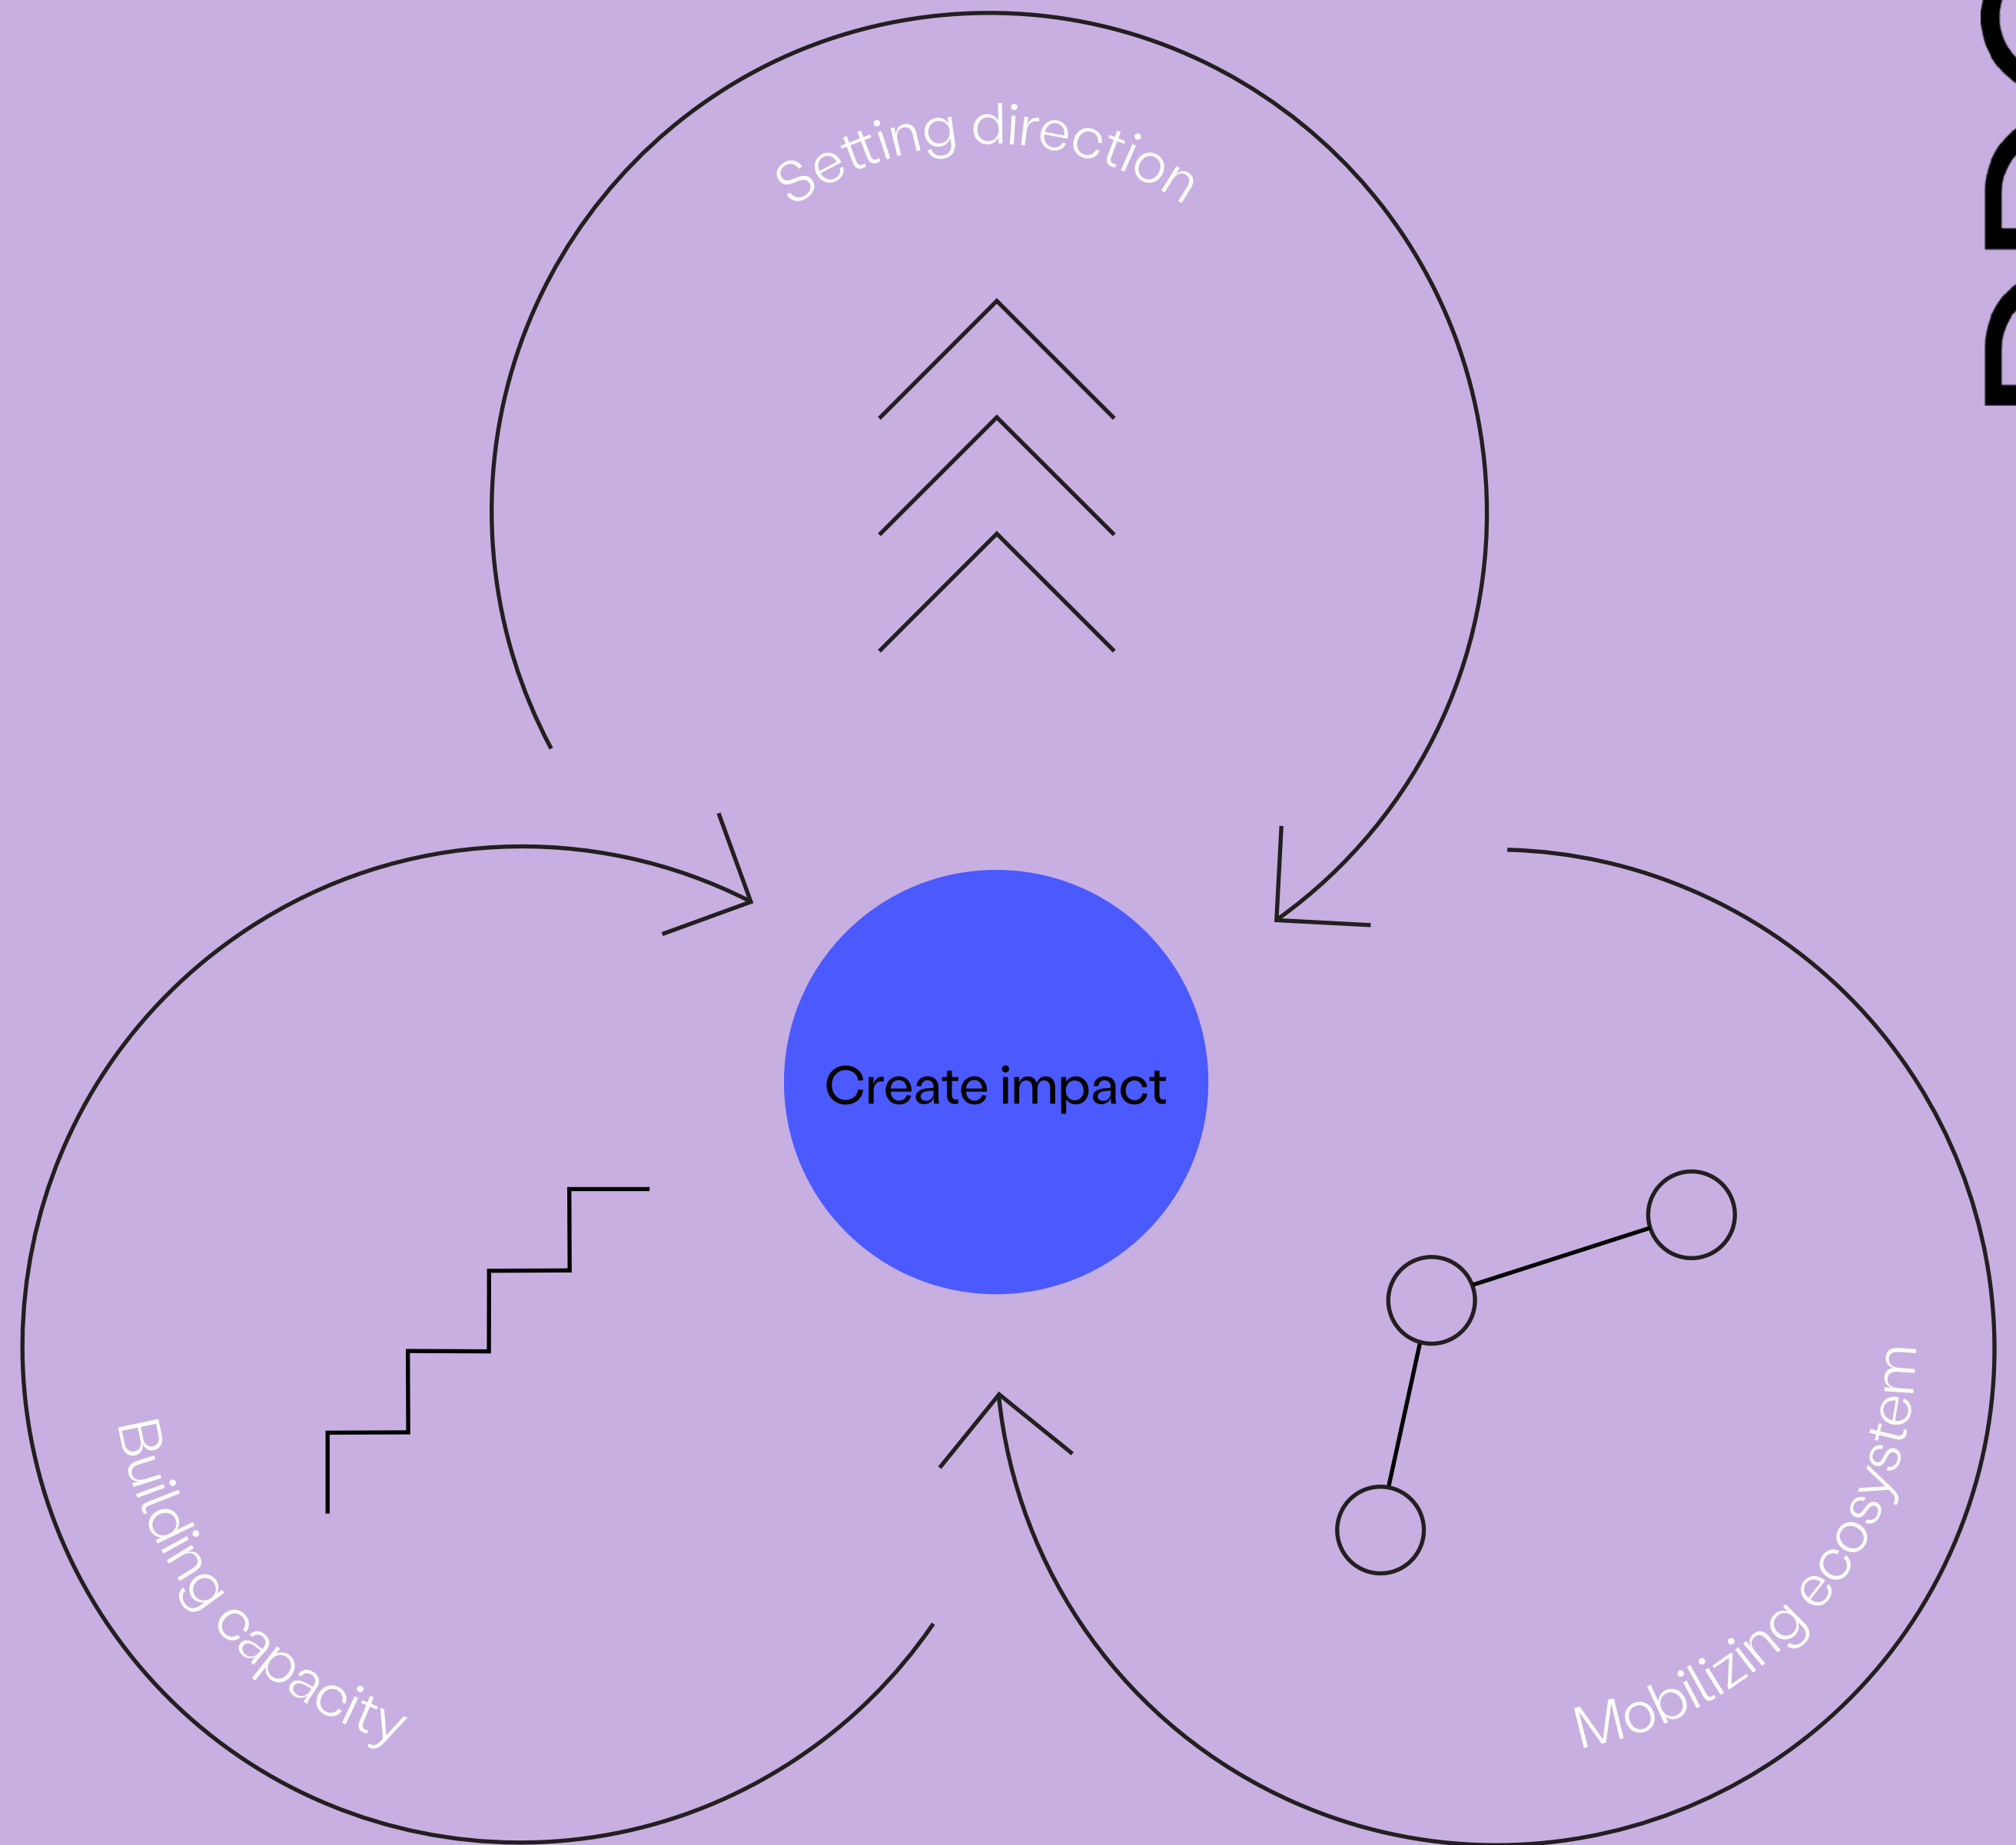 Setting direction
Create impact
Building capacity
Mobilizing ecosystem